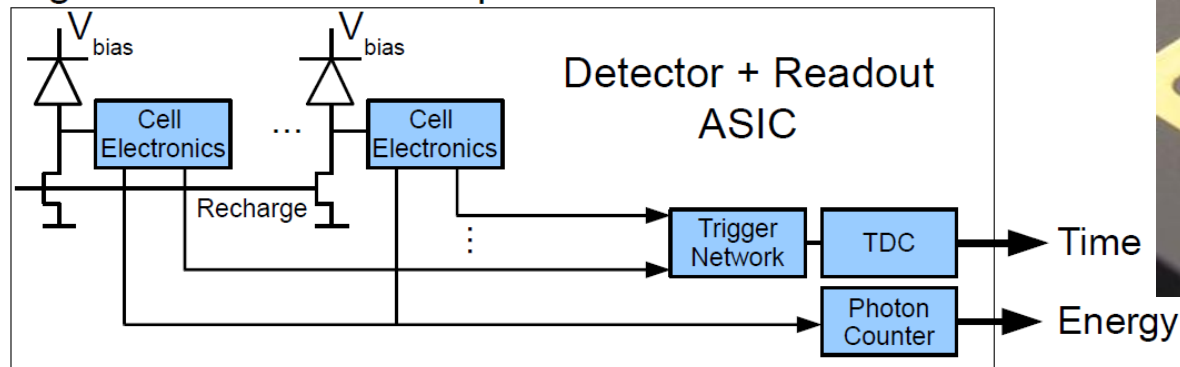 V bias
V bias
Detector + Readout
ASIC
Cell
Electronics
...
Cell
Electronics
Recharge
...
Trigger
Network
TDC
Time
Photon
Counter
Energy